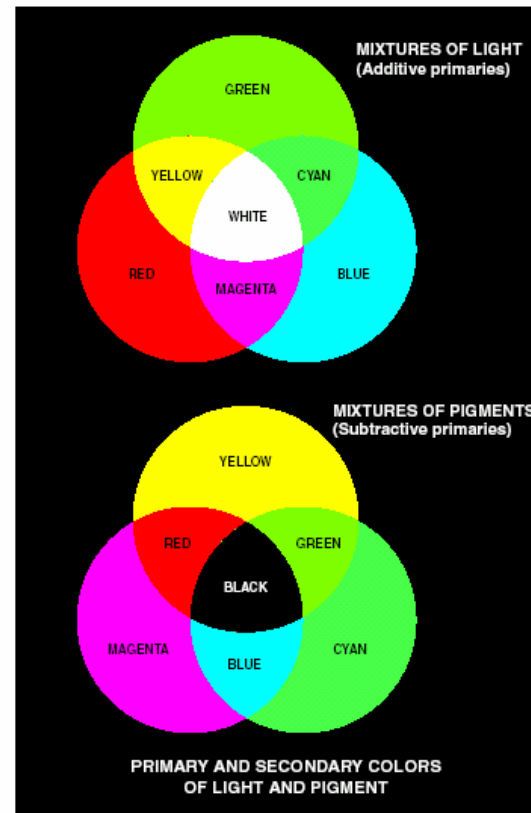 MIXTURES OF LIGHT
(Additive primaries)
GREEN
YELLOW
CYAN
WHITE
RED
BLUE
MAGENTA
MIXTURES OF PIGMENTS
(Subtractive primaries)
YELLOW
RED
GREEN
BLACK
MAGENTA
CYAN
BLUE
PRIMARY AND SECONDARY COLORS
OF LIGHT AND PIGMENT